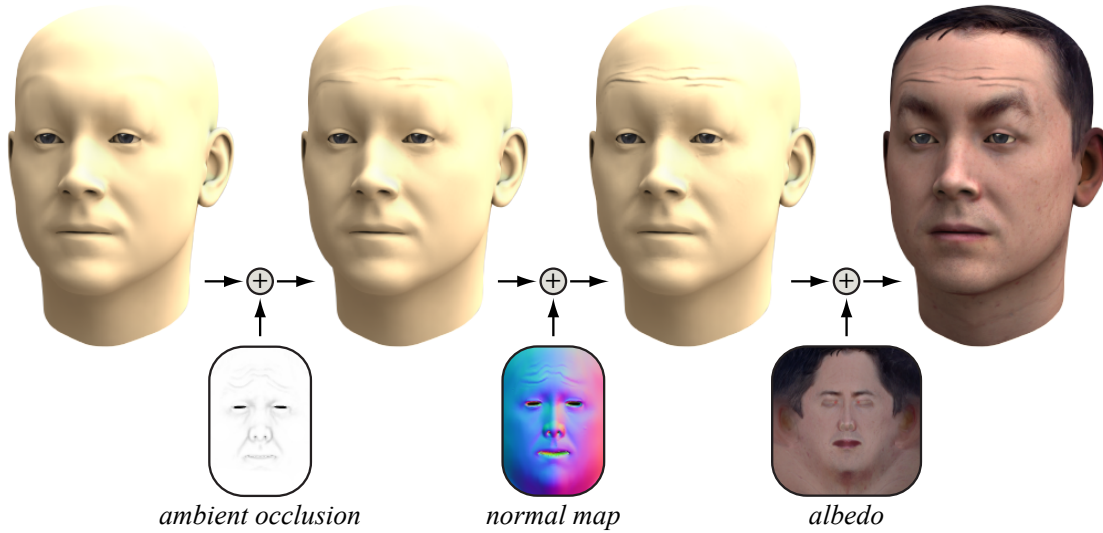 + + +
ambient occlusion normal map albedo